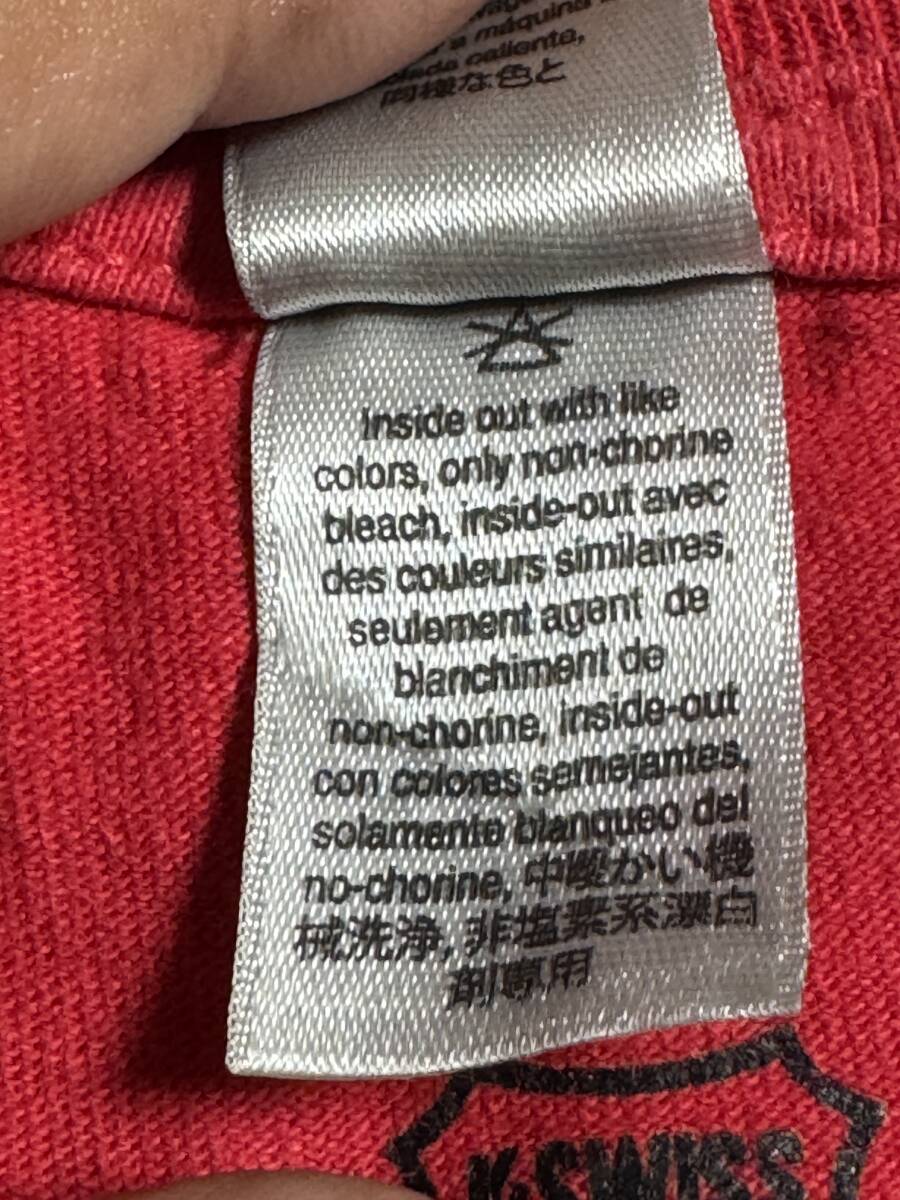 a máquina
caliente,
同様な色と
Inside out with like
colors, only non-chorine
bleach, inside-out avec
des couleurs similaires,
seulement agent de
blanchiment de
non-chorine, inside-out
con colores semejantes,
solamente blanqueo del
no-chorine, 中暖かい機
械洗浄, 非塩素系漂白
剤専用
K·SWISS